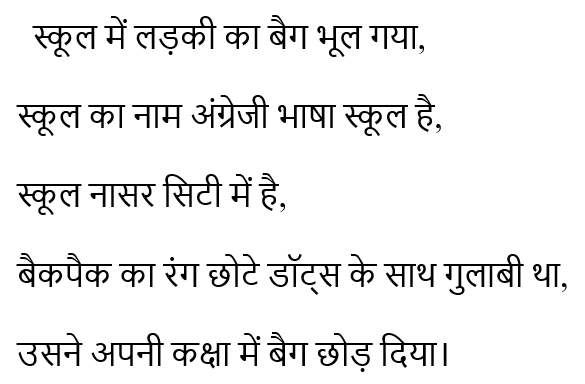 स्कूल में लड़की का बैग भूल गया,
स्कूल का नाम अंग्रेजी भाषा स्कूल है,
स्कूल नासर सिटी में है,
बैकपैक का रंग छोटे डॉट्स के साथ गुलाबी था,
उसने अपनी कक्षा में बैग छोड़ दिया।